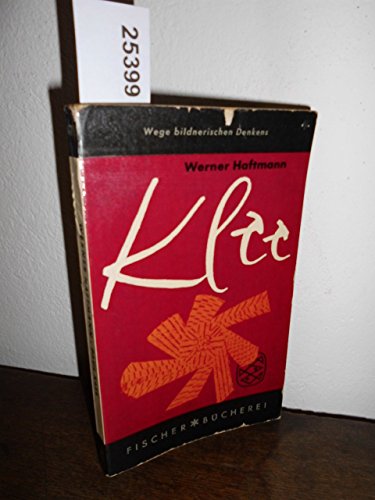 25399
Wege bildnerischen Denkens
Werner Haftmann
Klee
FISCHER BÜCHEREI